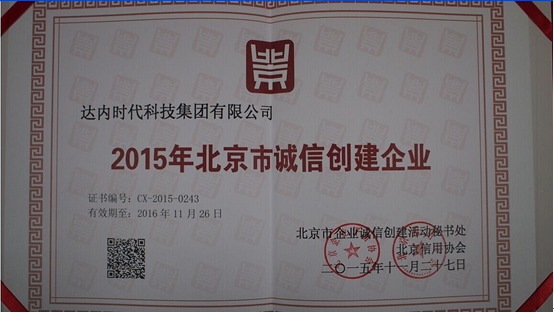 达内时代科技集团有限公司
2015年北京市诚信创建企业
证书编号:CX-2015-0243
有效期至:2016年11月26日
北京市企业诚信创建活动秘书处
北京信用协会
二〇一五年十一月二十七日